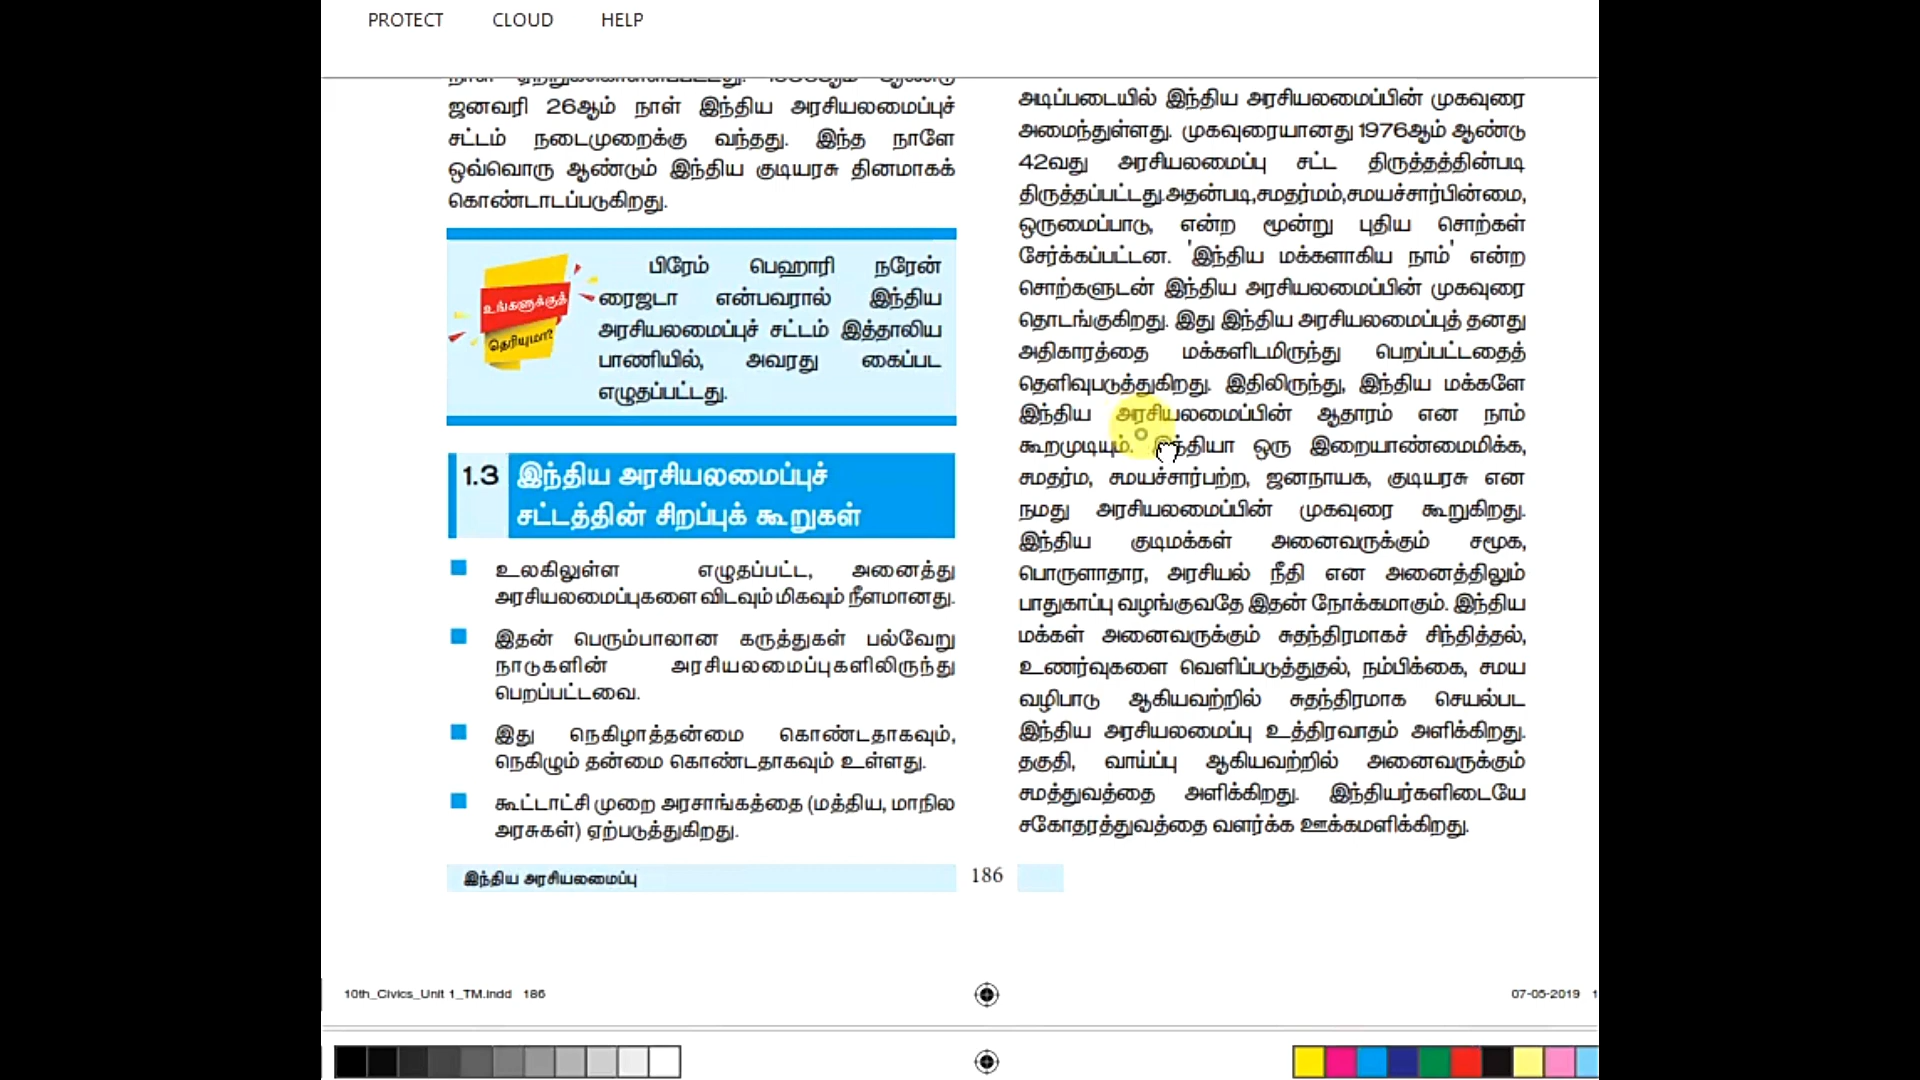 PROTECT CLOUD HELP
ஜனவரி 26ஆம் நாள் இந்திய அரசியலமைப்புச்
சட்டம் நடைமுறைக்கு வந்தது. இந்த நாளே
ஒவ்வொரு ஆண்டும் இந்திய குடியரசு தினமாகக்
கொண்டாடப்படுகிறது.
உங்களுக்குத்
தெரியுமா?
பிரேம் பெஹாரி நரேன்
ரைஜடா என்பவரால் இந்திய
அரசியலமைப்புச் சட்டம் இத்தாலிய
பாணியில், அவரது கைப்பட
எழுதப்பட்டது.
1.3 இந்திய அரசியலமைப்புச்
சட்டத்தின் சிறப்புக் கூறுகள்
உலகிலுள்ள எழுதப்பட்ட, அனைத்து
அரசியலமைப்புகளை விடவும் மிகவும் நீளமானது.
இதன் பெரும்பாலான கருத்துகள் பல்வேறு
நாடுகளின் அரசியலமைப்புகளிலிருந்து
பெறப்பட்டவை.
இது நெகிழாத்தன்மை கொண்டதாகவும்,
நெகிழும் தன்மை கொண்டதாகவும் உள்ளது.
கூட்டாட்சி முறை அரசாங்கத்தை (மத்திய, மாநில
அரசுகள்) ஏற்படுத்துகிறது.
அடிப்படையில் இந்திய அரசியலமைப்பின் முகவுரை
அமைந்துள்ளது. முகவுரையானது 1976ஆம் ஆண்டு
42வது அரசியலமைப்பு சட்ட திருத்தத்தின்படி
திருத்தப்பட்டது.அதன்படி,சமதர்மம்,சமயச்சார்பின்மை,
ஒருமைப்பாடு, என்ற மூன்று புதிய சொற்கள்
சேர்க்கப்பட்டன. 'இந்திய மக்களாகிய நாம்' என்ற
சொற்களுடன் இந்திய அரசியலமைப்பின் முகவுரை
தொடங்குகிறது. இது இந்திய அரசியலமைப்புத் தனது
அதிகாரத்தை மக்களிடமிருந்து பெறப்பட்டதைத்
தெளிவுபடுத்துகிறது. இதிலிருந்து, இந்திய மக்களே
இந்திய அரசியலமைப்பின் ஆதாரம் என நாம்
கூறமுடியும். இந்தியா ஒரு இறையாண்மைமிக்க,
சமதர்ம, சமயச்சார்பற்ற, ஜனநாயக, குடியரசு என
நமது அரசியலமைப்பின் முகவுரை கூறுகிறது.
இந்திய குடிமக்கள் அனைவருக்கும் சமூக,
பொருளாதார, அரசியல் நீதி என அனைத்திலும்
பாதுகாப்பு வழங்குவதே இதன் நோக்கமாகும். இந்திய
மக்கள் அனைவருக்கும் சுதந்திரமாகச் சிந்தித்தல்,
உணர்வுகளை வெளிப்படுத்துதல், நம்பிக்கை, சமய
வழிபாடு ஆகியவற்றில் சுதந்திரமாக செயல்பட
இந்திய அரசியலமைப்பு உத்திரவாதம் அளிக்கிறது.
தகுதி, வாய்ப்பு ஆகியவற்றில் அனைவருக்கும்
சமத்துவத்தை அளிக்கிறது. இந்தியர்களிடையே
சகோதரத்துவத்தை வளர்க்க ஊக்கமளிக்கிறது.
இந்திய அரசியலமைப்பு 186
10th_Civics_Unit 1_TM.indd 186
07-05-2019